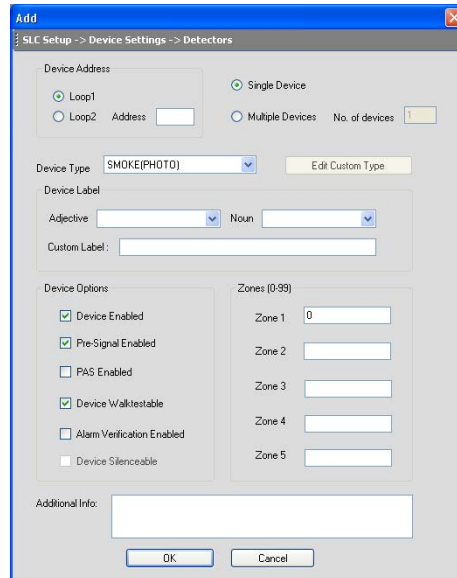 Add
SLC Setup -> Device Settings -> Detectors
Device Address
Loop1
Loop2 Address
Single Device
Multiple Devices No. of devices 1
Device Type SMOKE(PHOTO) Edit Custom Type
Device Label
Adjective Noun
Custom Label :
Device Options
Device Enabled
Pre-Signal Enabled
PAS Enabled
Device Walktestable
Alarm Verification Enabled
Device Silenceable
Zones (0-99)
Zone 1 0
Zone 2
Zone 3
Zone 4
Zone 5
Additional Info:
OK Cancel